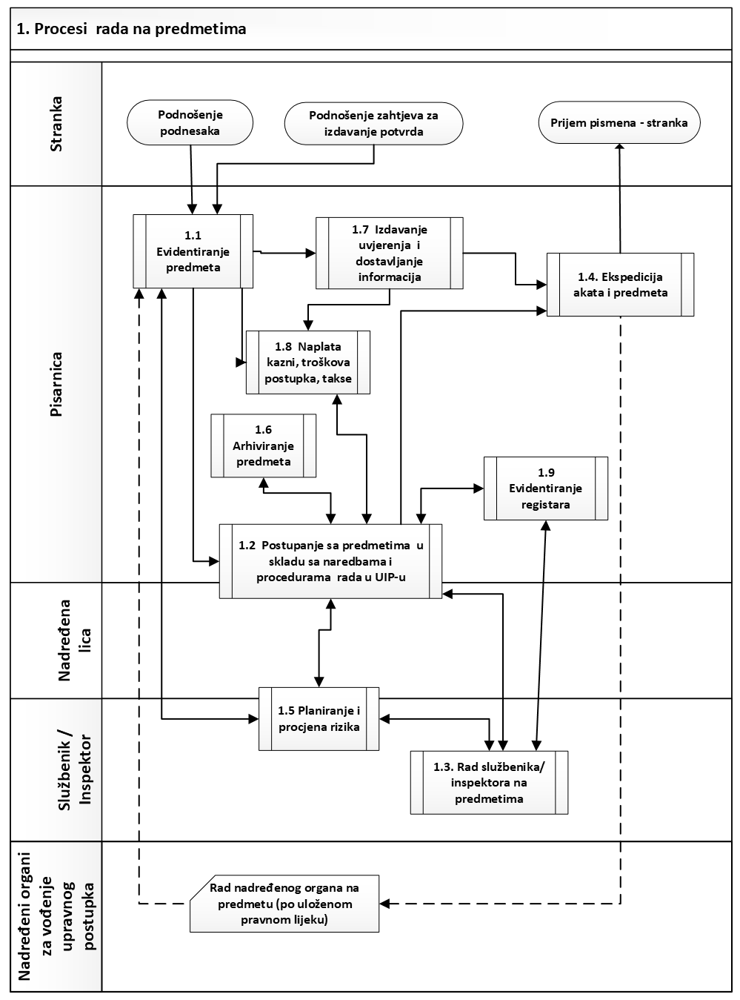 1. Procesi rada na predmetima
Stranka
Podnošenje
podnesaka
Podnošenje zahtjeva za
izdavanje potvrda
Prijem pismena - stranka
Pisarnica
1.1
Evidentiranje
predmeta
1.7 Izdavanje
uvjerenja i
dostavljanje
informacija
1.4. Ekspedicija
akata i predmeta
1.8 Naplata
kazni, troškova
postupka, takse
1.6
Arhiviranje
predmeta
1.9
Evidentiranje
registara
1.2 Postupanje sa predmetima u
skladu sa naredbama i
procedurama rada u UIP-u
Nadređena
lica
1.5 Planiranje i
procjena rizika
Službenik /
Inspektor
1.3. Rad službenika/
inspektora na
predmetima
Nadređeni organi
za vođenje
upravnog
postupka
Rad nadređenog organa na
predmetu (po uloženom
pravnom lijeku)